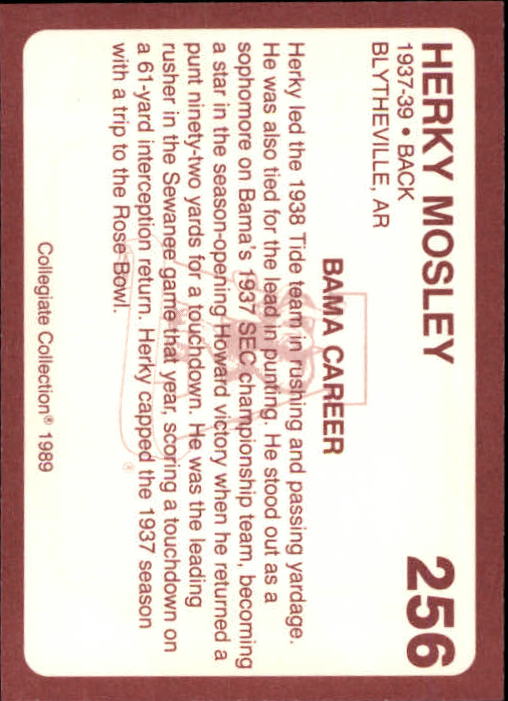 HERKY MOSLEY 256
1937-39 • BACK
BLYTHEVILLE, AR
BAMA CAREER
Herky led the 1938 Tide team in rushing and passing yardage.
He was also tied for the lead in punting. He stood out as a
sophomore on Bama's 1937 SEC championship team, becoming
a star in the season-opening Howard victory when he returned a
punt ninety-two yards for a touchdown. He was the leading
rusher in the Sewanee game that year, scoring a touchdown on
a 61-yard interception return. Herky capped the 1937 season
with a trip to the Rose Bowl.
Collegiate Collection® 1989